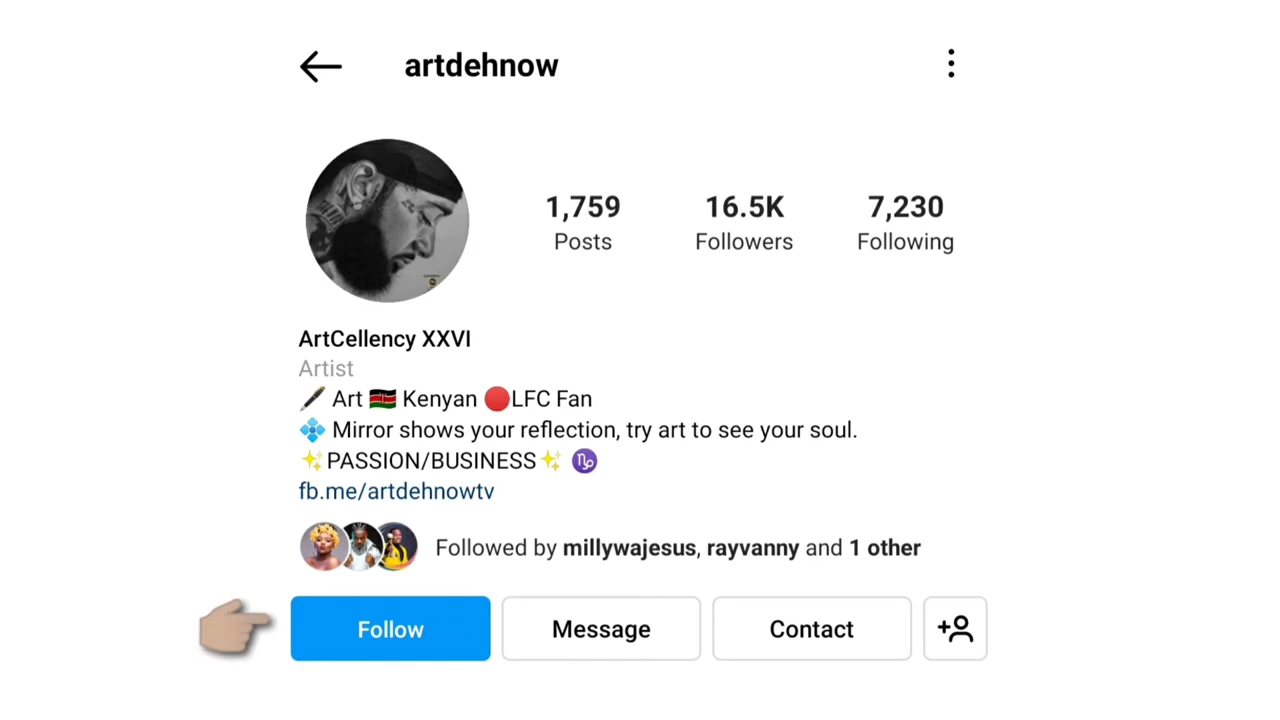 artdehnow
1,759 16.5K 7,230
Posts Followers Following
ArtCellency XXVI
Artist
🖋️ Art 🇰🇪 Kenyan 🔴LFC Fan
💠 Mirror shows your reflection, try art to see your soul.
✨PASSION/BUSINESS✨ ♑
fb.me/artdehnowtv
Followed by millywajesus, rayvanny and 1 other
Follow Message Contact